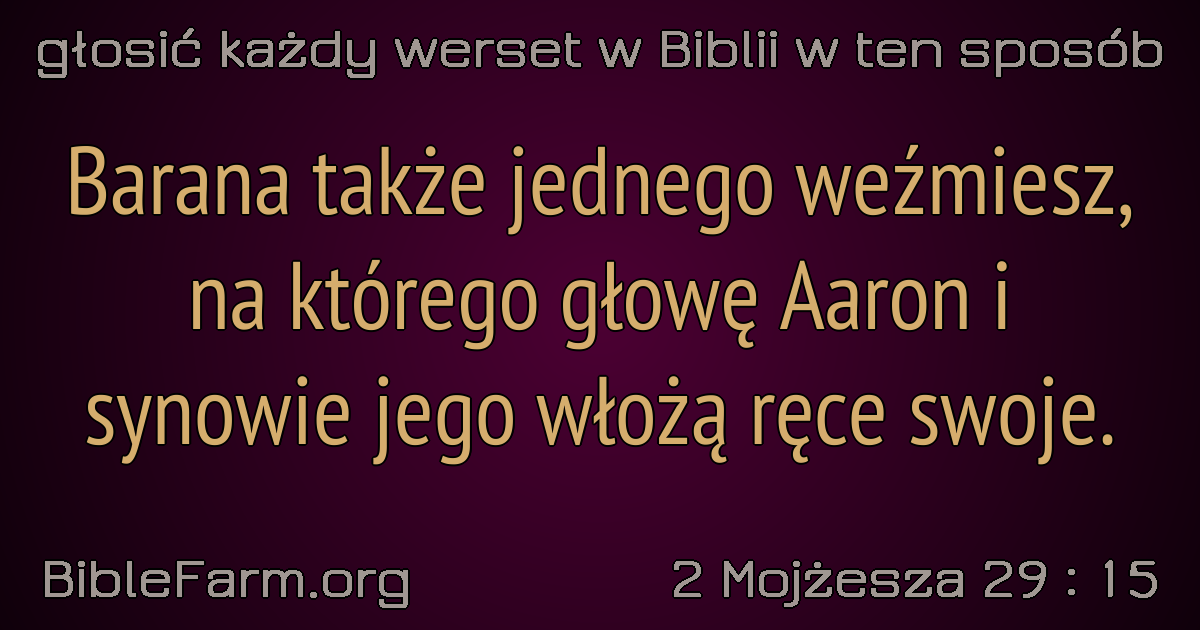 głosić każdy werset w Biblii w ten sposób
Barana także jednego weźmiesz,
na którego głowę Aaron i
synowie jego włożą ręce swoje.
BibleFarm.org
2 Mojżesza 29 : 15